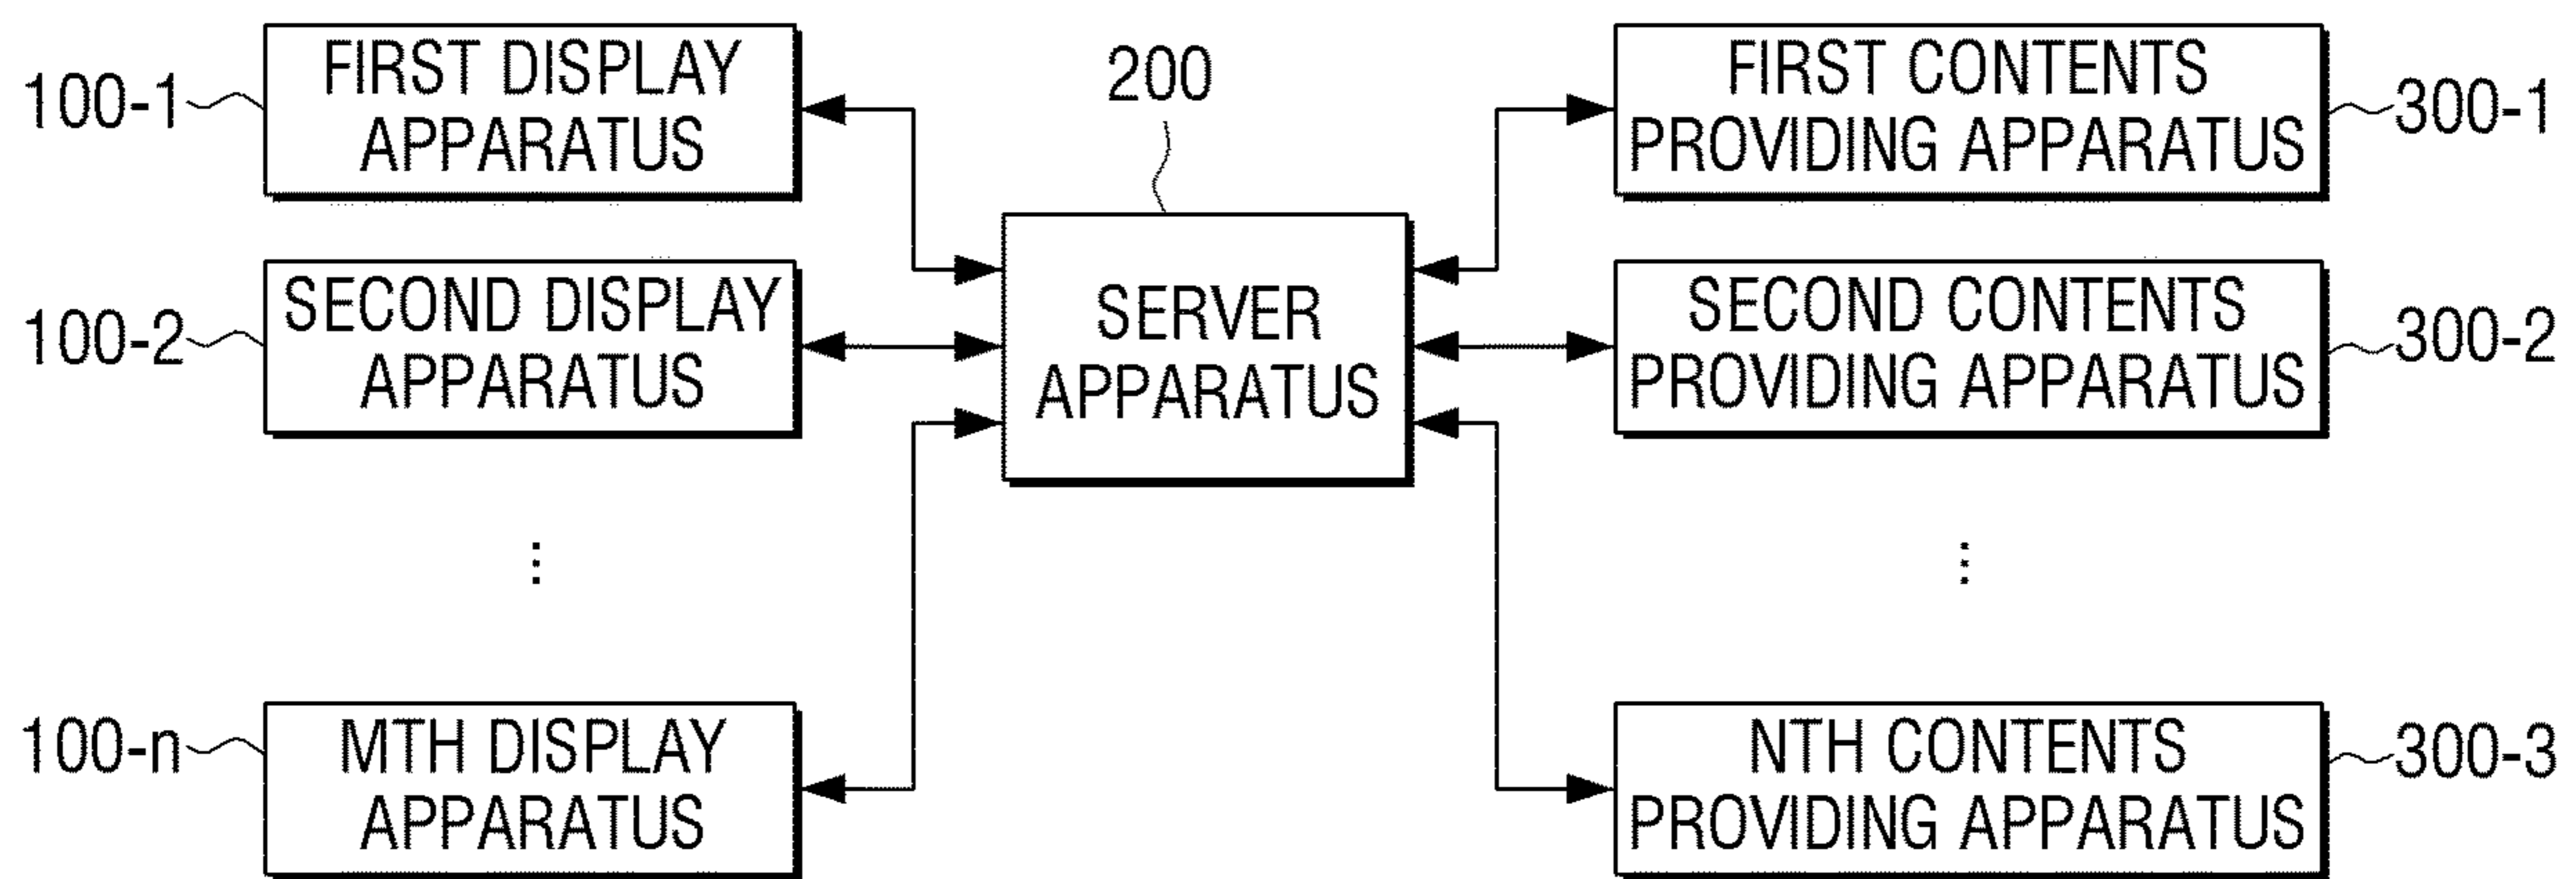 100-1
FIRST DISPLAY
APPARATUS
200
FIRST CONTENTS
PROVIDING APPARATUS
300-1
100-2
SECOND DISPLAY
APPARATUS
SERVER
APPARATUS
SECOND CONTENTS
PROVIDING APPARATUS
300-2
100-n
MTH DISPLAY
APPARATUS
NTH CONTENTS
PROVIDING APPARATUS
300-3